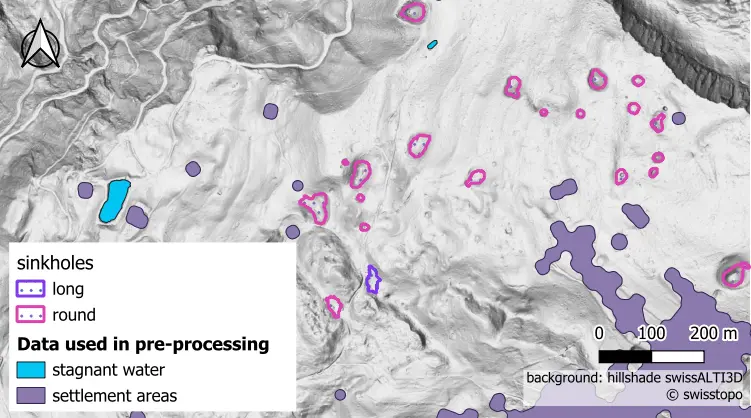 sinkholes
long
round
Data used in pre-processing
stagnant water
settlement areas
0 100 200 m
background: hillshade swissALTI3D
© swisstopo